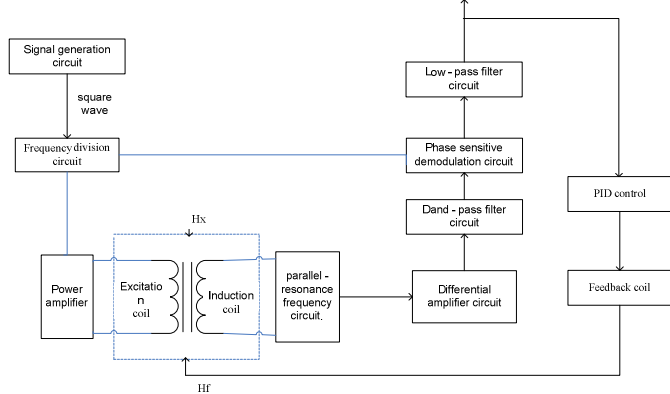 Signal generation
circuit
square
wave
Frequency division
circuit
Power
amplifier
Hx
Excitatio
n
coil
Induction
coil
parallel -
resonance
frequency
circuit.
Differential
amplifier circuit
Dand - pass filter
circuit
Phase sensitive
demodulation circuit
Low - pass filter
circuit
PID control
Feedback coil
Hf